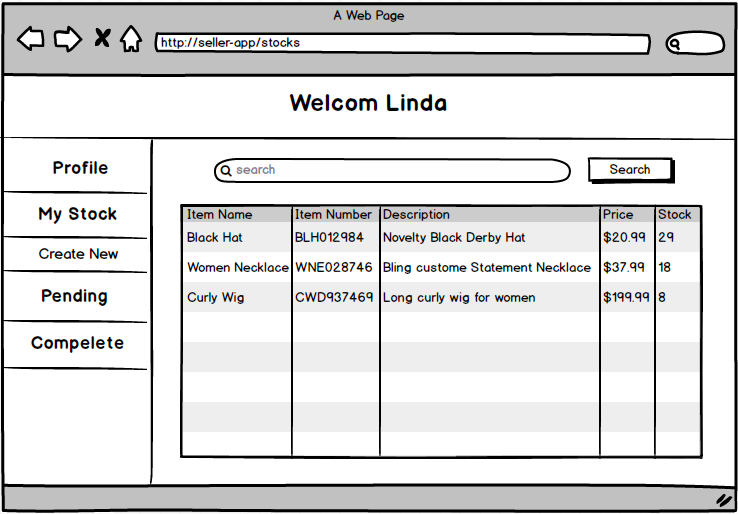 A Web Page
http://seller-app/stocks
Welcom Linda
Profile
My Stock
Create New
Pending
Compelete
search
Search
Item Name Item Number Description Price Stock
Black Hat BLH012984 Novelty Black Derby Hat $20.99 29
Women Necklace WNE028746 Bling custome Statement Necklace $37.99 18
Curly Wig CWD937469 Long curly wig for women $199.99 8